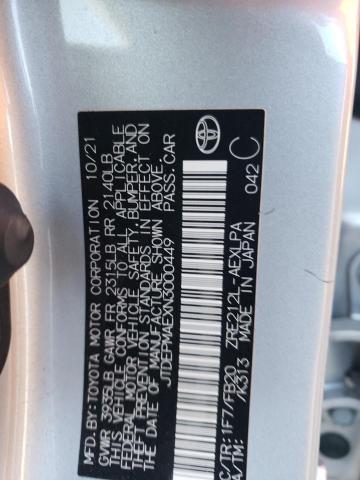 MFD. BY: TOYOTA MOTOR CORPORATION 10/21
GVWR 3935LB GAWR FR 2315LB RR 2140LB
THIS VEHICLE CONFORMS TO ALL APPLICABLE
FEDERAL MOTOR VEHICLE SAFETY, BUMPER, AND
THEFT PREVENTION STANDARDS IN EFFECT ON
THE DATE OF MANUFACTURE SHOWN ABOVE.
JTDEPMAEXN3000449 PASS. CAR
C/TR: 1F7/FB20 ZRE212L-AEXLPA
A/TM: /K313 MADE IN JAPAN
042 C